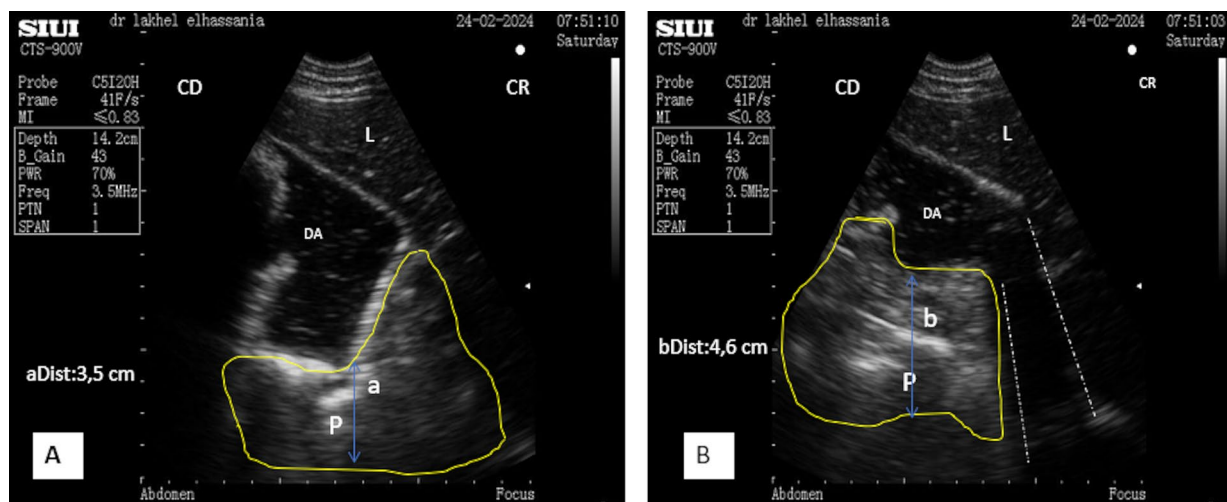 SIUI
dr lakhel elhassania
24-02-2024
07:51:10
CTS-900V
Saturday
Probe C5I20H
Frame 41F/s
MI ≤0.83
Depth 14.2cm
B_Gain 43
PWR 70%
Freq 3.5MHz
PTN 1
SPAN 1
CD
CR
L
DA
aDist:3,5 cm
a
P
A
Abdomen
Focus
SIUI
dr lakhel elhassania
24-02-2024
07:51:03
CTS-900V
Saturday
Probe C5I20H
Frame 41F/s
MI ≤0.83
Depth 14.2cm
B_Gain 43
PWR 70%
Freq 3.5MHz
PTN 1
SPAN 1
CD
CR
L
DA
b
bDist:4,6 cm
P
B
Abdomen
Focus